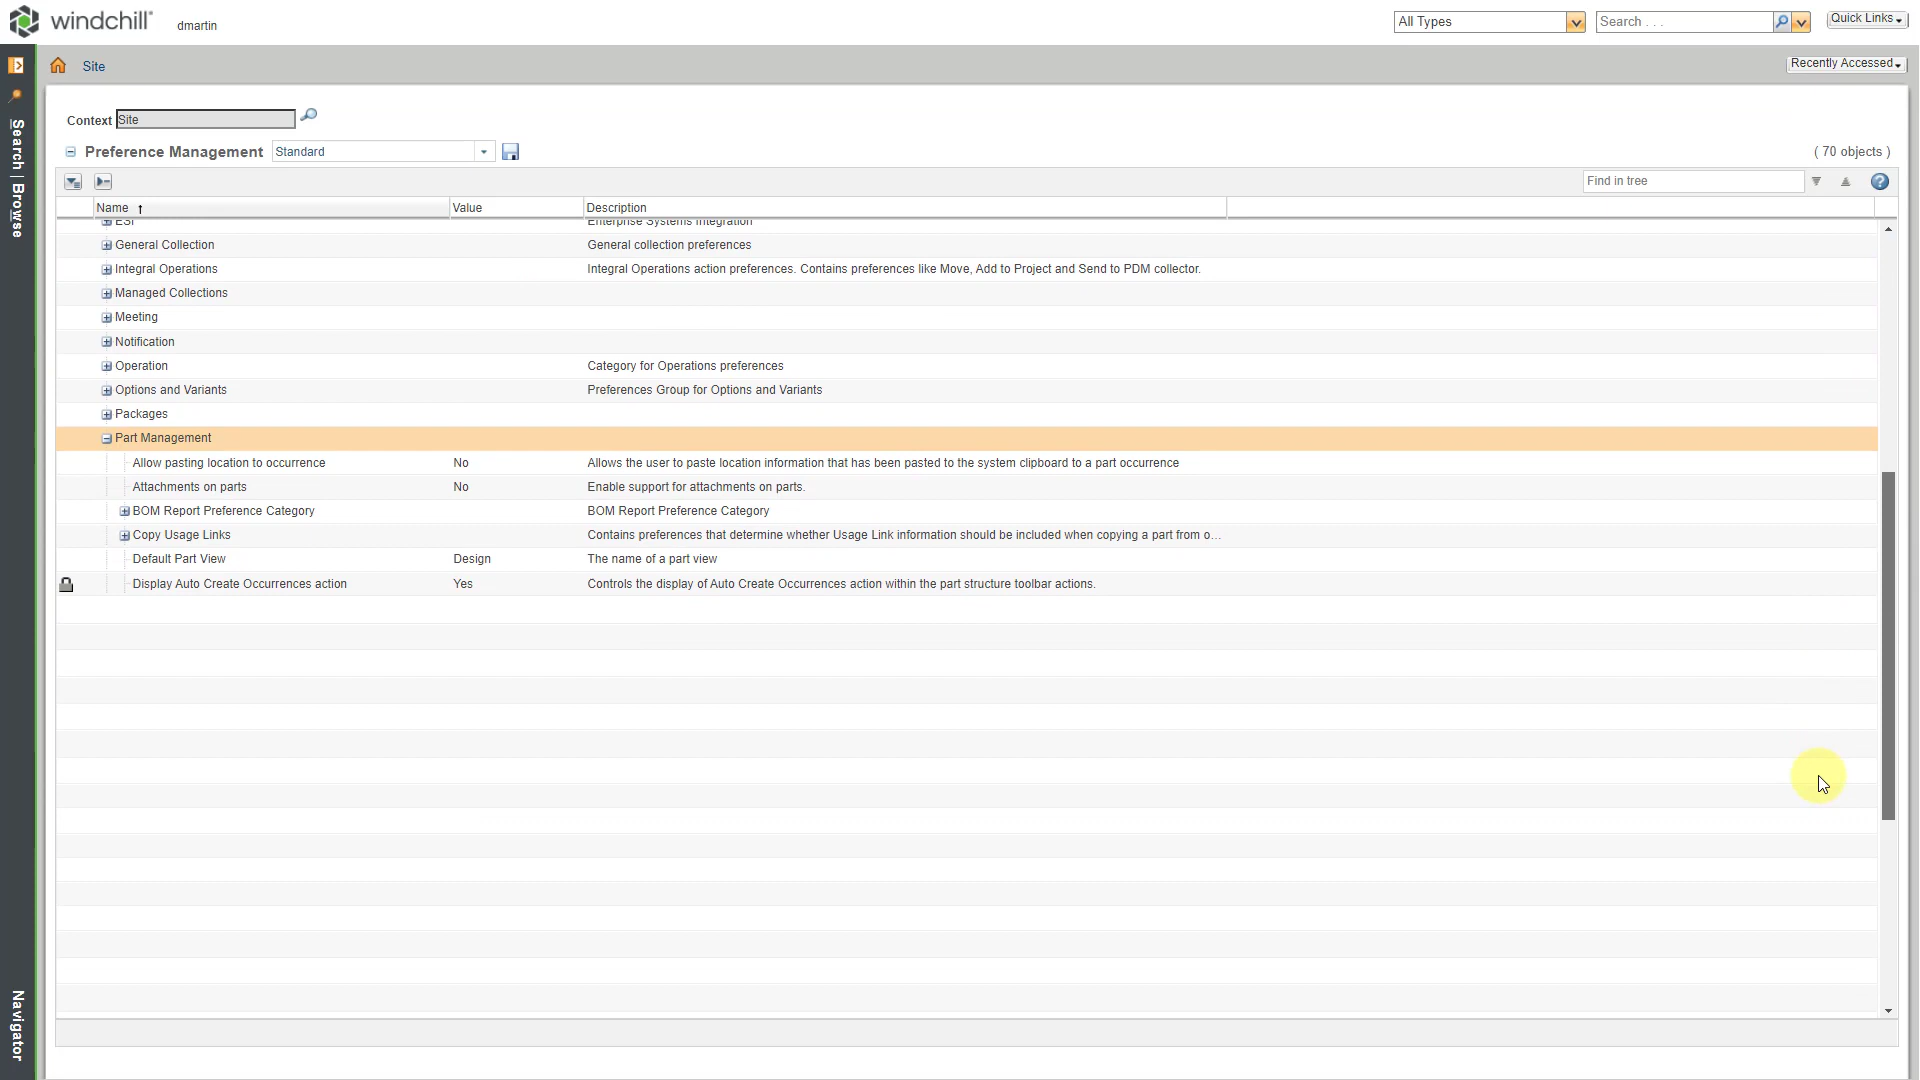 windchill
dmartin
All Types
Search . . .
Quick Links
Site
Recently Accessed
Search | Browse
Context Site
Preference Management Standard
( 70 objects )
Find in tree
Name ↑ Value Description
ESI Enterprise Systems Integration
General Collection General collection preferences
Integral Operations Integral Operations action preferences. Contains preferences like Move, Add to Project and Send to PDM collector.
Managed Collections
Meeting
Notification
Operation Category for Operations preferences
Options and Variants Preferences Group for Options and Variants
Packages
Part Management
Allow pasting location to occurrence No Allows the user to paste location information that has been pasted to the system clipboard to a part occurrence
Attachments on parts No Enable support for attachments on parts.
BOM Report Preference Category BOM Report Preference Category
Copy Usage Links Contains preferences that determine whether Usage Link information should be included when copying a part from o...
Default Part View Design The name of a part view
Display Auto Create Occurrences action Yes Controls the display of Auto Create Occurrences action within the part structure toolbar actions.
Navigator